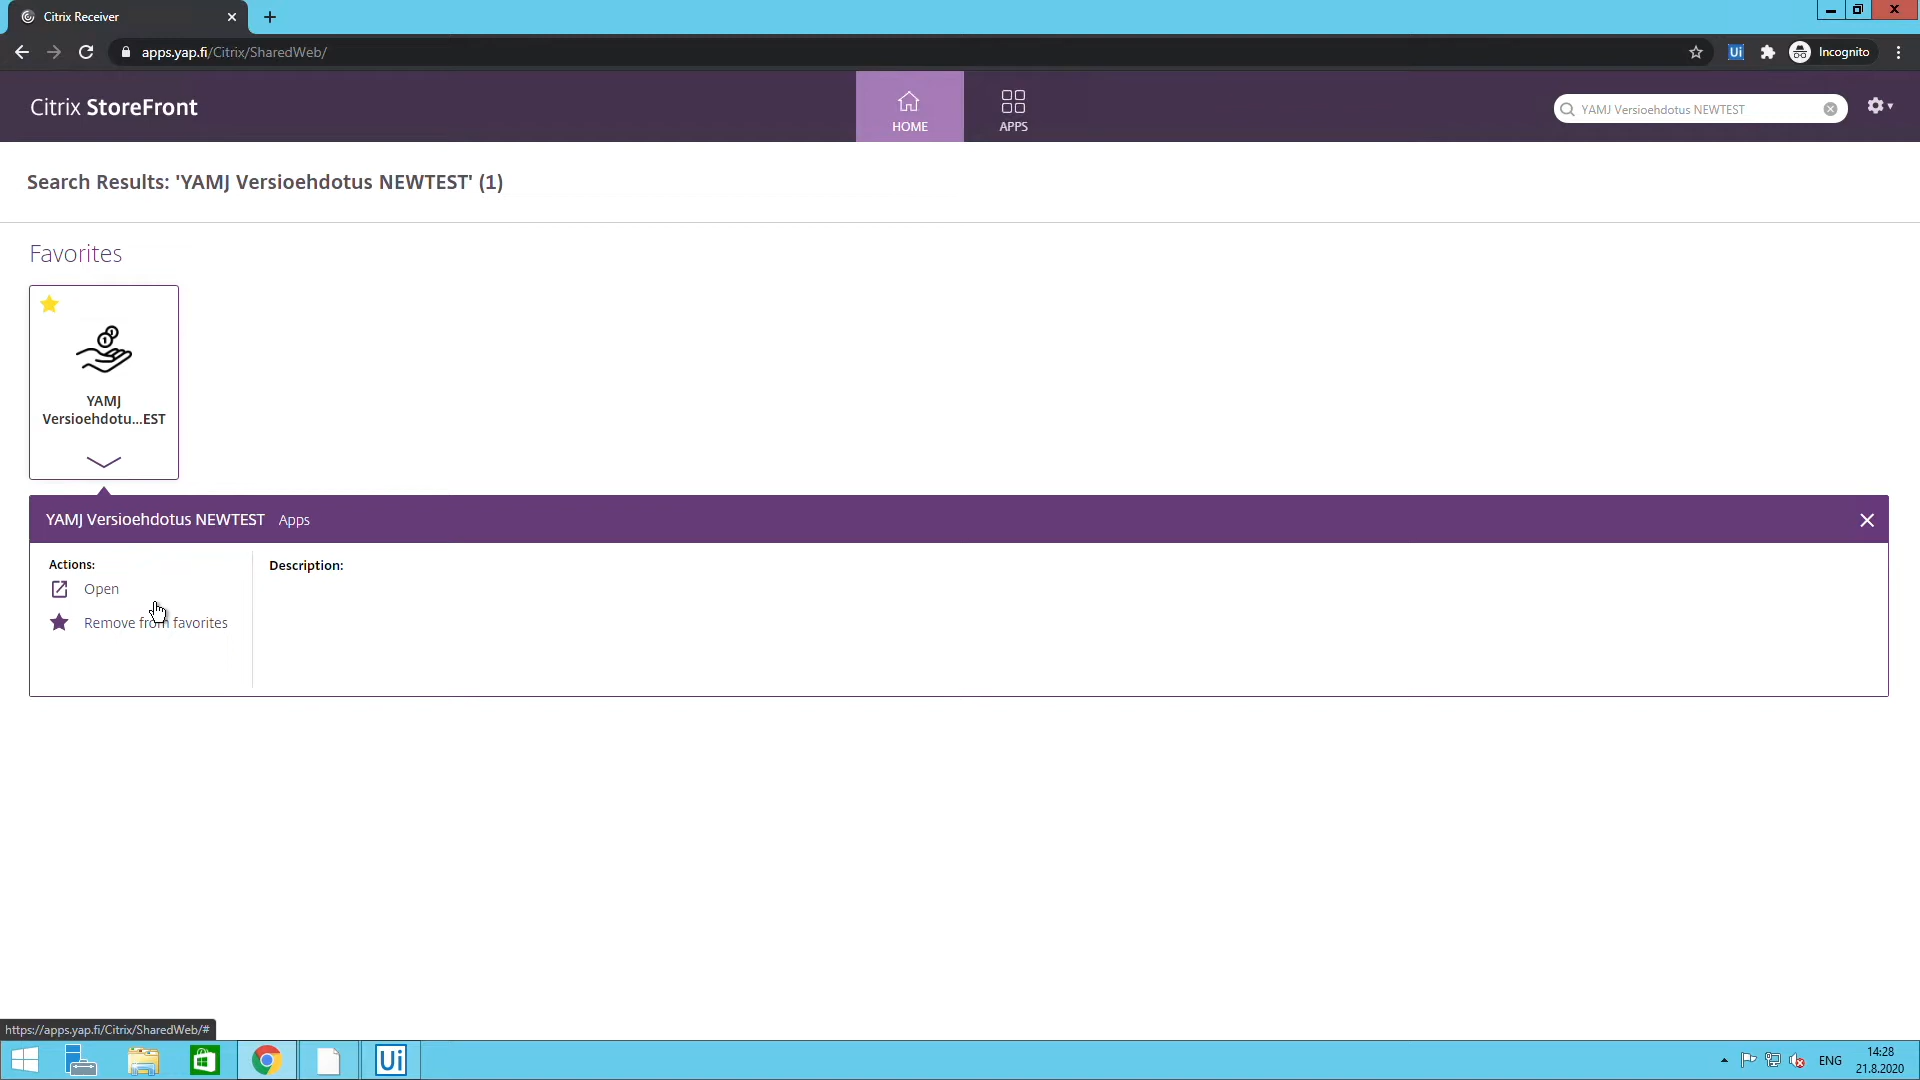 Citrix Receiver
apps.yap.fi/Citrix/SharedWeb/
Ui
Incognito
Citrix StoreFront
HOME
APPS
YAMJ Versioehdotus NEWTEST
Search Results: 'YAMJ Versioehdotus NEWTEST' (1)
Favorites
YAMJ
Versioehdotu...EST
YAMJ Versioehdotus NEWTEST Apps
Actions:
Description:
Open
Remove from favorites
https://apps.yap.fi/Citrix/SharedWeb/#
Ui
ENG
14:28
21.8.2020